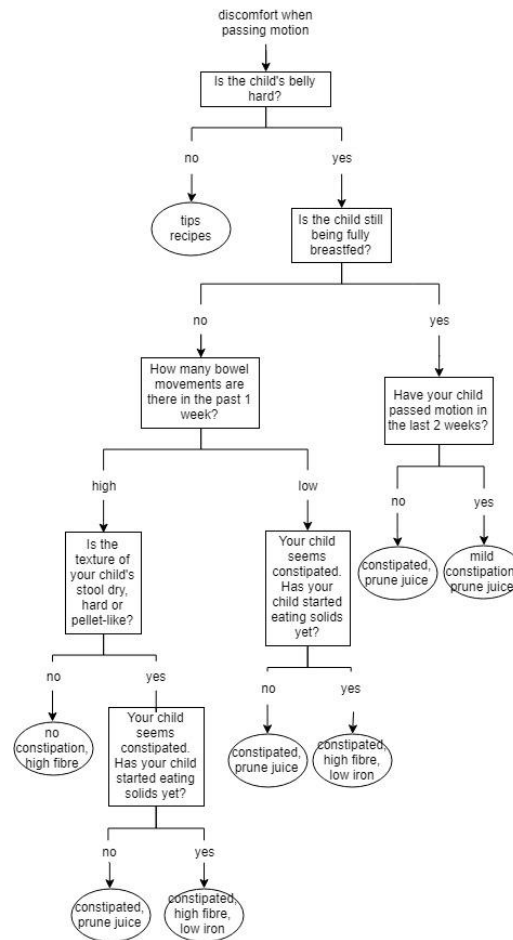 discomfort when
passing motion
Is the child's belly
hard?
no
yes
tips
recipes
Is the child still
being fully
breastfed?
no
yes
How many bowel
movements are
there in the past 1
week?
Have your child
passed motion in
the last 2 weeks?
high
low
no
yes
Is the
texture of
your child's
stool dry,
hard or
pellet-like?
Your child
seems
constipated.
Has your
child started
eating solids
yet?
constipated,
prune juice
mild
constipation,
prune juice
no
yes
no
yes
no
constipation,
high fibre
Your child
seems
constipated.
Has your child
started eating
solids yet?
constipated,
prune juice
constipated,
high fibre,
low iron
no
yes
constipated,
prune juice
constipated,
high fibre,
low iron